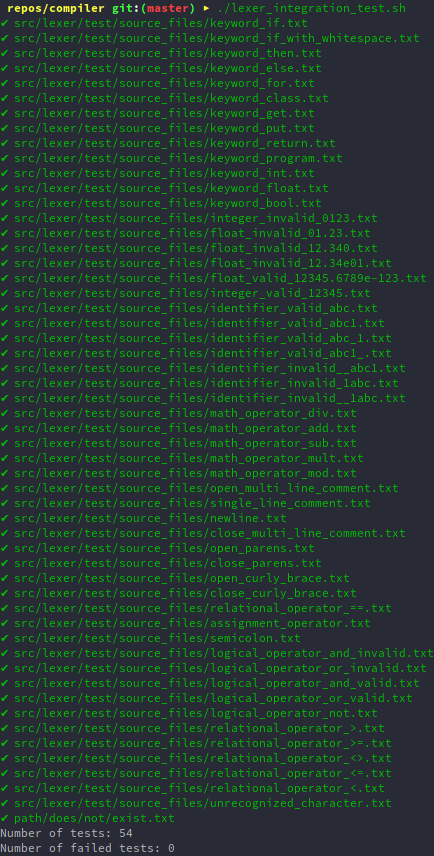 repos/compiler git:(master) ▸ ./lexer_integration_test.sh
✔ src/lexer/test/source_files/keyword_if.txt
✔ src/lexer/test/source_files/keyword_if_with_whitespace.txt
✔ src/lexer/test/source_files/keyword_then.txt
✔ src/lexer/test/source_files/keyword_else.txt
✔ src/lexer/test/source_files/keyword_for.txt
✔ src/lexer/test/source_files/keyword_class.txt
✔ src/lexer/test/source_files/keyword_get.txt
✔ src/lexer/test/source_files/keyword_put.txt
✔ src/lexer/test/source_files/keyword_return.txt
✔ src/lexer/test/source_files/keyword_program.txt
✔ src/lexer/test/source_files/keyword_int.txt
✔ src/lexer/test/source_files/keyword_float.txt
✔ src/lexer/test/source_files/keyword_bool.txt
✔ src/lexer/test/source_files/integer_invalid_0123.txt
✔ src/lexer/test/source_files/float_invalid_01.23.txt
✔ src/lexer/test/source_files/float_invalid_12.340.txt
✔ src/lexer/test/source_files/float_invalid_12.34e01.txt
✔ src/lexer/test/source_files/float_valid_12345.6789e-123.txt
✔ src/lexer/test/source_files/integer_valid_12345.txt
✔ src/lexer/test/source_files/identifier_valid_abc.txt
✔ src/lexer/test/source_files/identifier_valid_abc1.txt
✔ src/lexer/test/source_files/identifier_valid_abc_1.txt
✔ src/lexer/test/source_files/identifier_valid_abc1_.txt
✔ src/lexer/test/source_files/identifier_invalid__abc1.txt
✔ src/lexer/test/source_files/identifier_invalid_1abc.txt
✔ src/lexer/test/source_files/identifier_invalid__1abc.txt
✔ src/lexer/test/source_files/math_operator_div.txt
✔ src/lexer/test/source_files/math_operator_add.txt
✔ src/lexer/test/source_files/math_operator_sub.txt
✔ src/lexer/test/source_files/math_operator_mult.txt
✔ src/lexer/test/source_files/math_operator_mod.txt
✔ src/lexer/test/source_files/open_multi_line_comment.txt
✔ src/lexer/test/source_files/single_line_comment.txt
✔ src/lexer/test/source_files/newline.txt
✔ src/lexer/test/source_files/close_multi_line_comment.txt
✔ src/lexer/test/source_files/open_parens.txt
✔ src/lexer/test/source_files/close_parens.txt
✔ src/lexer/test/source_files/open_curly_brace.txt
✔ src/lexer/test/source_files/close_curly_brace.txt
✔ src/lexer/test/source_files/relational_operator_==.txt
✔ src/lexer/test/source_files/assignment_operator.txt
✔ src/lexer/test/source_files/semicolon.txt
✔ src/lexer/test/source_files/logical_operator_and_invalid.txt
✔ src/lexer/test/source_files/logical_operator_or_invalid.txt
✔ src/lexer/test/source_files/logical_operator_and_valid.txt
✔ src/lexer/test/source_files/logical_operator_or_valid.txt
✔ src/lexer/test/source_files/logical_operator_not.txt
✔ src/lexer/test/source_files/relational_operator_>.txt
✔ src/lexer/test/source_files/relational_operator_>=.txt
✔ src/lexer/test/source_files/relational_operator_<>.txt
✔ src/lexer/test/source_files/relational_operator_<=.txt
✔ src/lexer/test/source_files/relational_operator_<.txt
✔ src/lexer/test/source_files/unrecognized_character.txt
✔ path/does/not/exist.txt
Number of tests: 54
Number of failed tests: 0